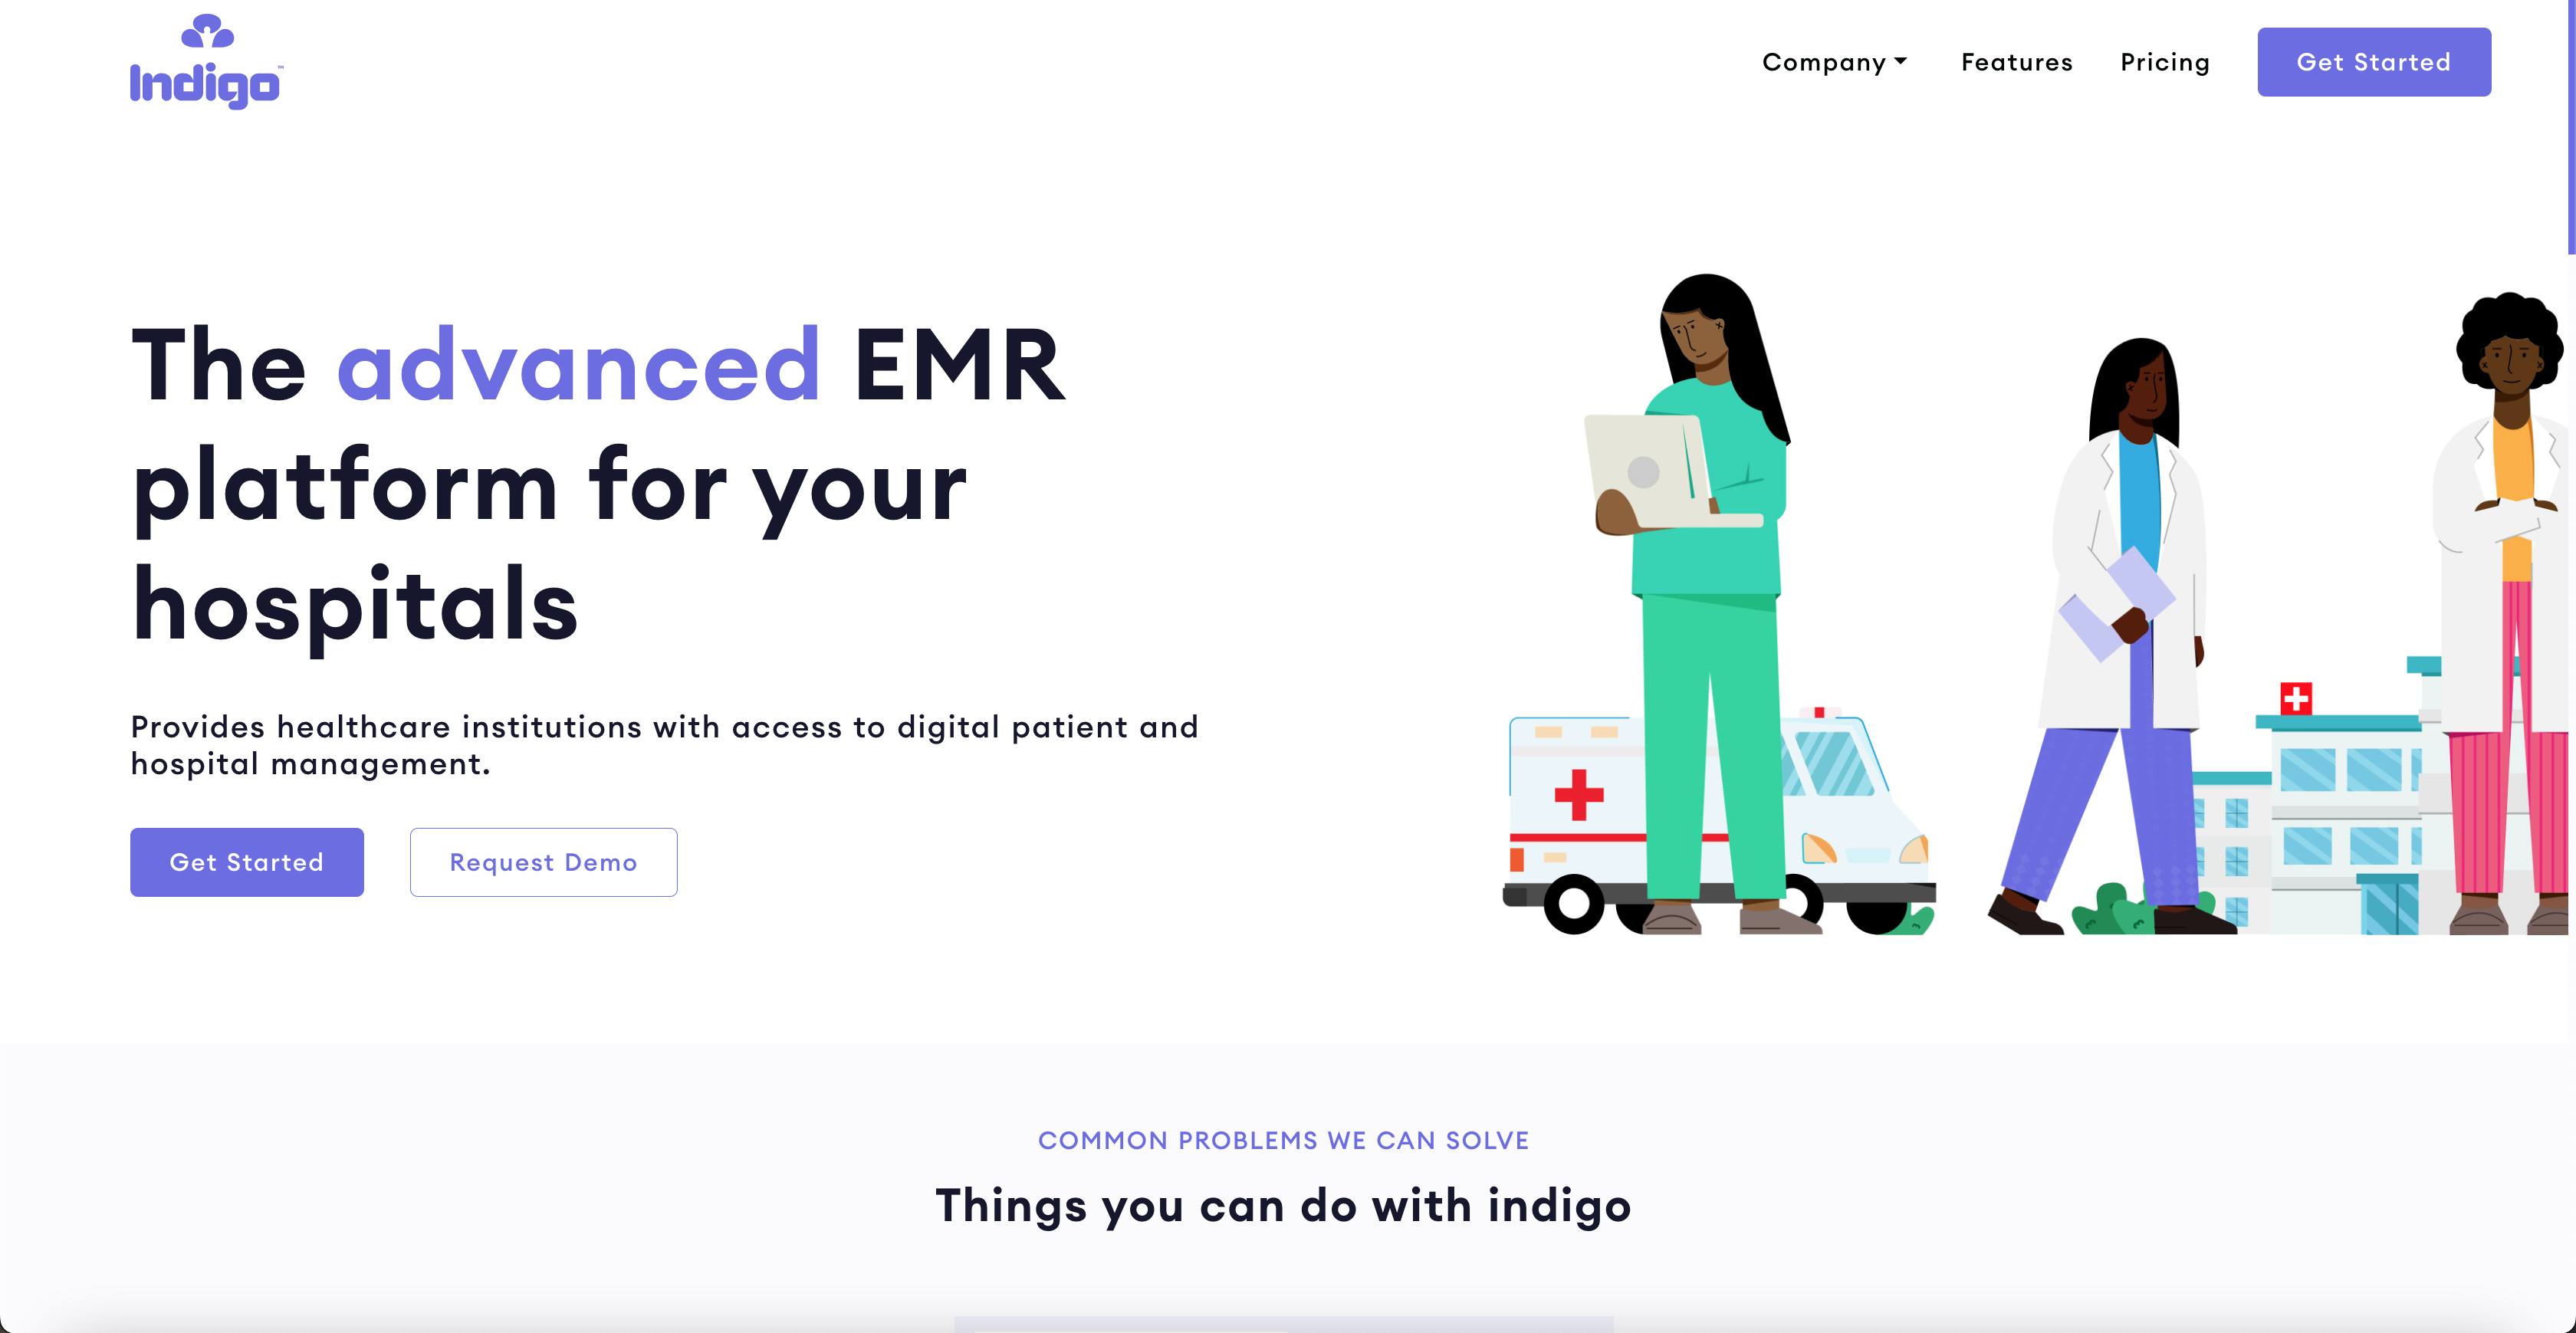 Indigo™
Company
Features
Pricing
Get Started
The advanced EMR
platform for your
hospitals
Provides healthcare institutions with access to digital patient and
hospital management.
Get Started
Request Demo
COMMON PROBLEMS WE CAN SOLVE
Things you can do with indigo